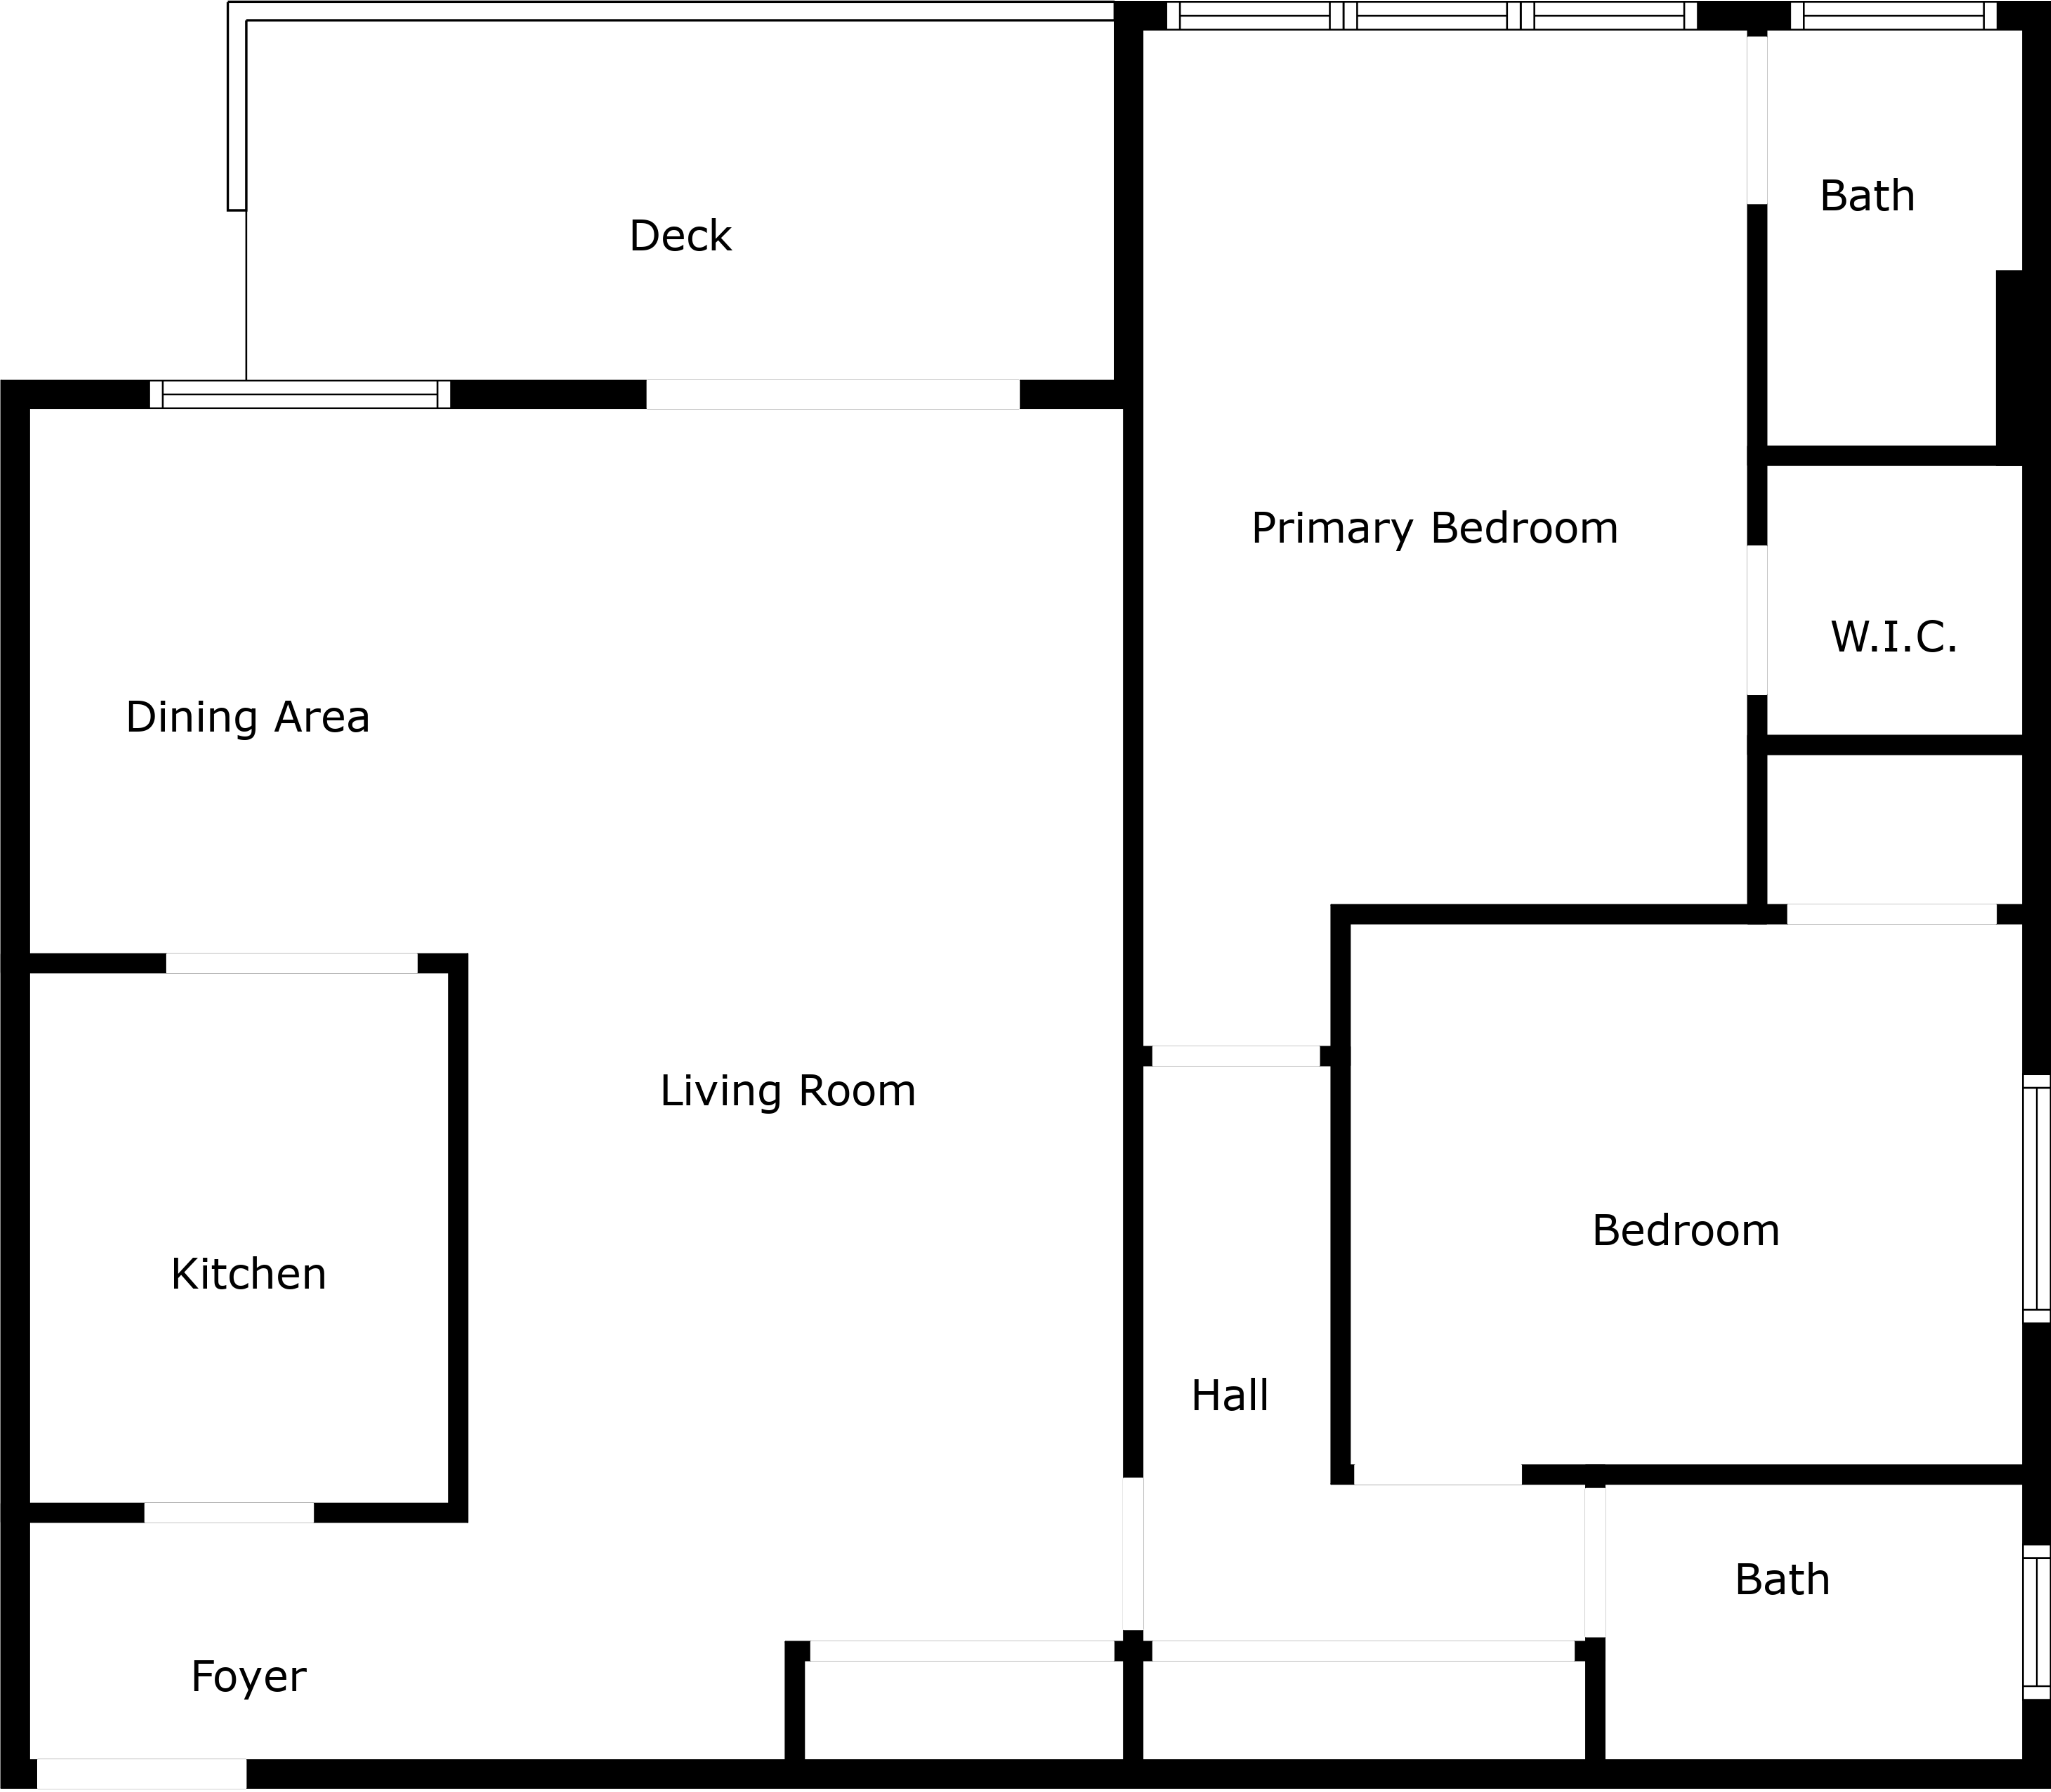 Bath
Deck
Primary Bedroom
W.I.C.
Dining Area
Living Room
Bedroom
Kitchen
Hall
Bath
Foyer